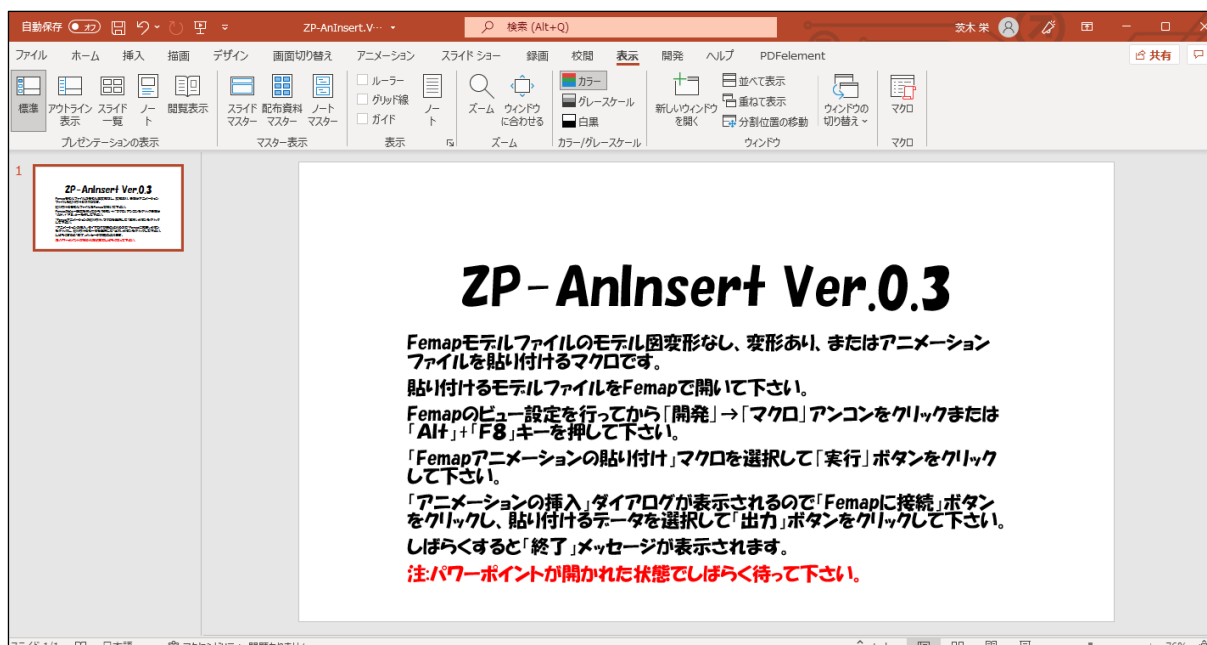 自動保存 オフ ZP-AnInsert.V… 検索 (Alt+Q) 茨木 栄
ファイル ホーム 挿入 描画 デザイン 画面切り替え アニメーション スライド ショー 録画 校閲 表示 開発 ヘルプ PDFelement 共有
標準 アウトライン表示 スライド一覧 ノート 閲覧表示 スライドマスター 配布資料マスター ノートマスター ルーラー グリッド線 ガイド ノート ズーム ウィンドウに合わせる カラー グレースケール 白黒 新しいウィンドウを開く 並べて表示 重ねて表示 分割位置の移動 ウィンドウの切り替え マクロ
プレゼンテーションの表示 マスター表示 表示 ズーム カラー/グレースケール ウィンドウ マクロ
1
ZP-AnInsert Ver.0.3
ZP-AnInsert Ver.0.3
Femapモデルファイルのモデル図変形なし、変形あり、またはアニメーション
ファイルを貼り付けるマクロです。
貼り付けるモデルファイルをFemapで開いて下さい。
Femapのビュー設定を行ってから「開発」→「マクロ」アンコンをクリックまたは
「Alt」+「F8」キーを押して下さい。
「Femapアニメーションの貼り付け」マクロを選択して「実行」ボタンをクリック
して下さい。
「アニメーションの挿入」ダイアログが表示されるので「Femapに接続」ボタン
をクリックし、貼り付けるデータを選択して「出力」ボタンをクリックして下さい。
しばらくすると「終了」メッセージが表示されます。
注:パワーポイントが開かれた状態でしばらく待って下さい。